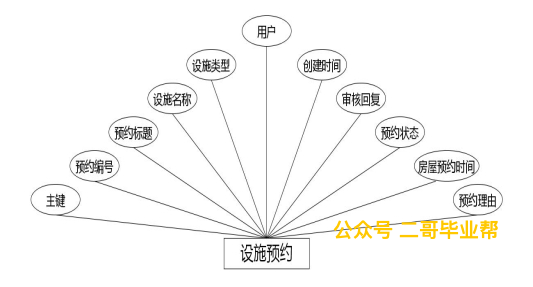 用户
设施类型
创建时间
设施名称
审核回复
预约标题
预约状态
预约编号
房屋预约时间
主键
预约理由
公众号 二哥毕业帮
设施预约